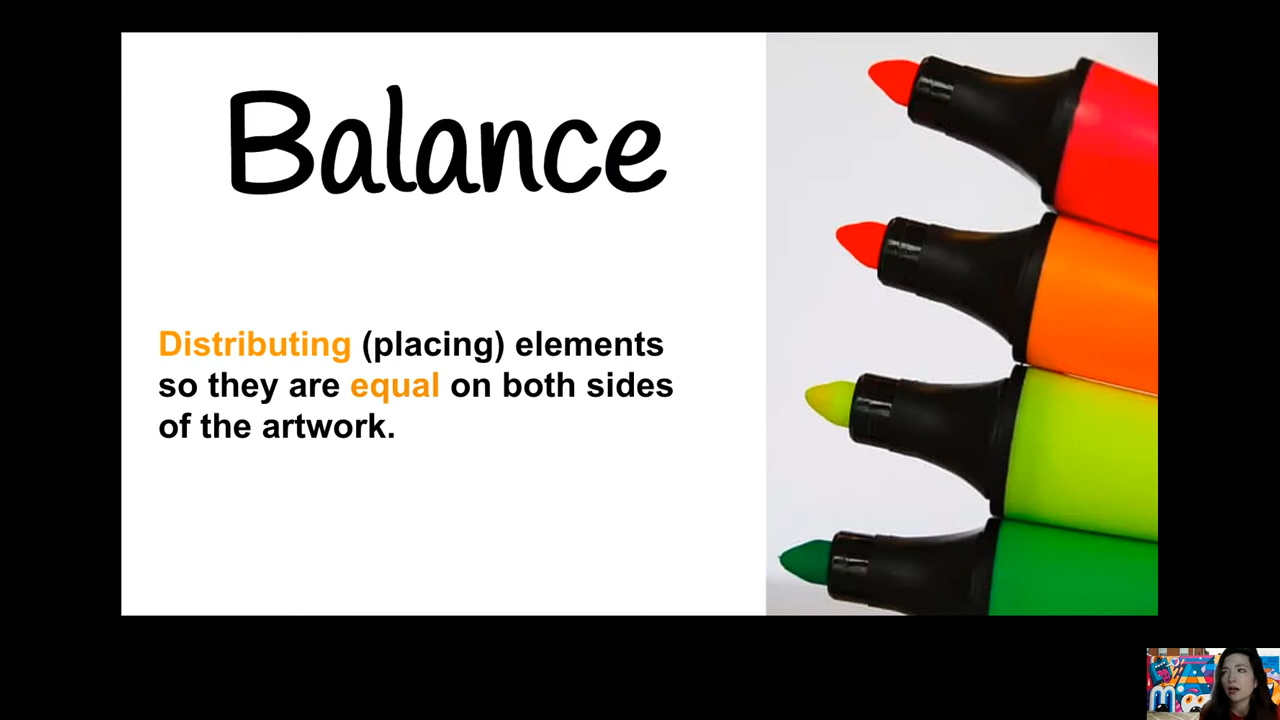 Balance
Distributing (placing) elements
so they are equal on both sides
of the artwork.